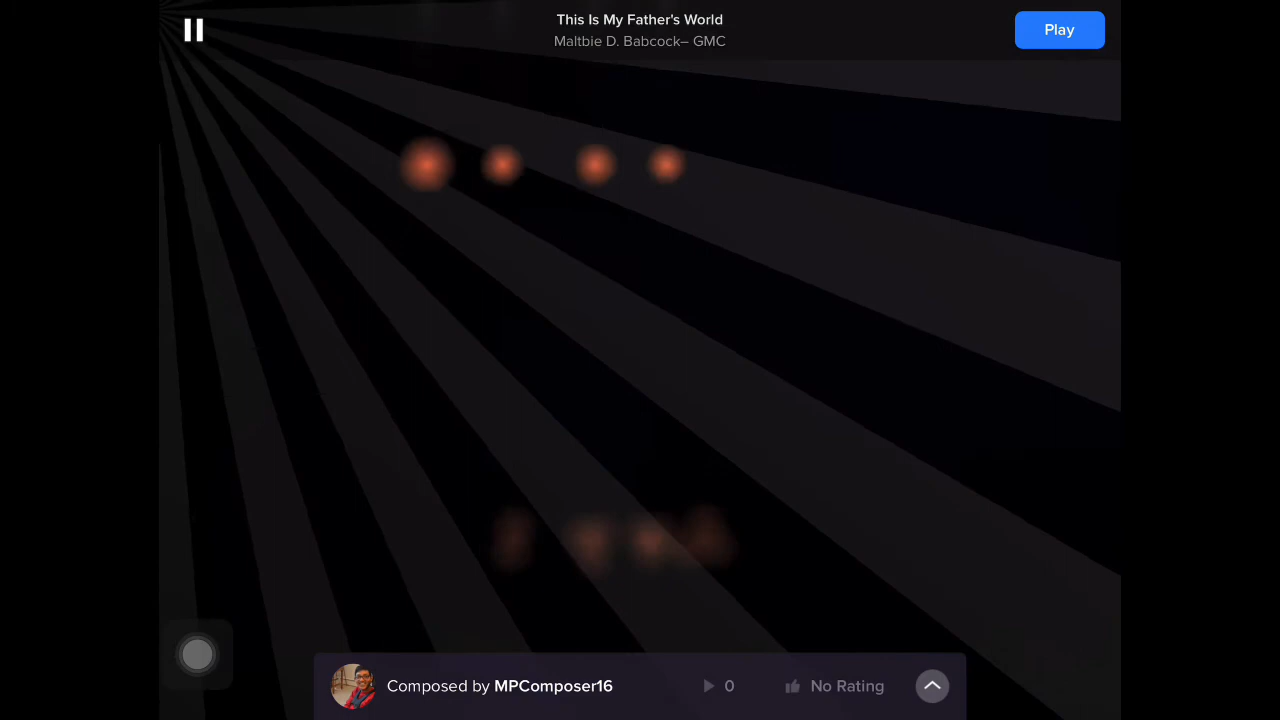 This Is My Father's World
Maltbie D. Babcock– GMC
Play
Composed by MPComposer16
0
No Rating